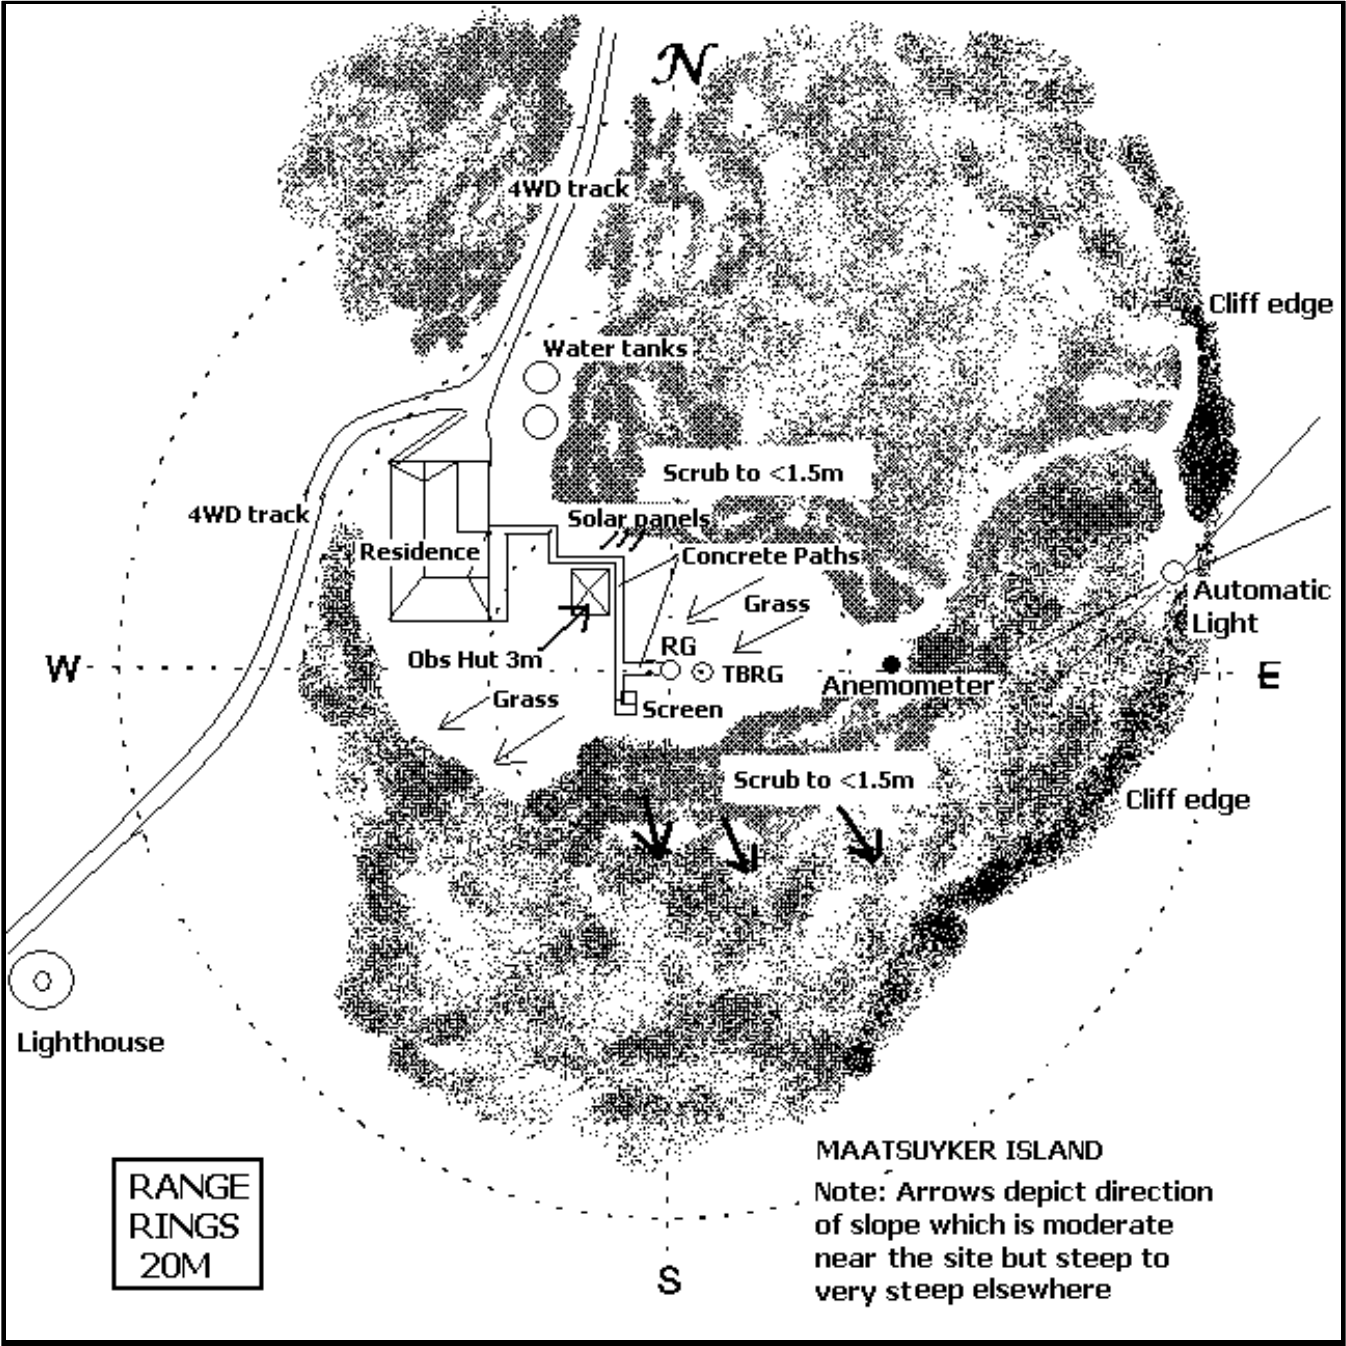 N
4WD track
Cliff edge
Water tanks
Scrub to <1.5m
4WD track
Solar panels
Residence
Concrete Paths
Automatic
Light
Grass
RG
Obs Hut 3m
W
TBRG
E
Anemometer
Grass
Screen
Scrub to <1.5m
Cliff edge
Lighthouse
RANGE
RINGS
20M
MAATSUYKER ISLAND
Note: Arrows depict direction
of slope which is moderate
near the site but steep to
very steep elsewhere
S